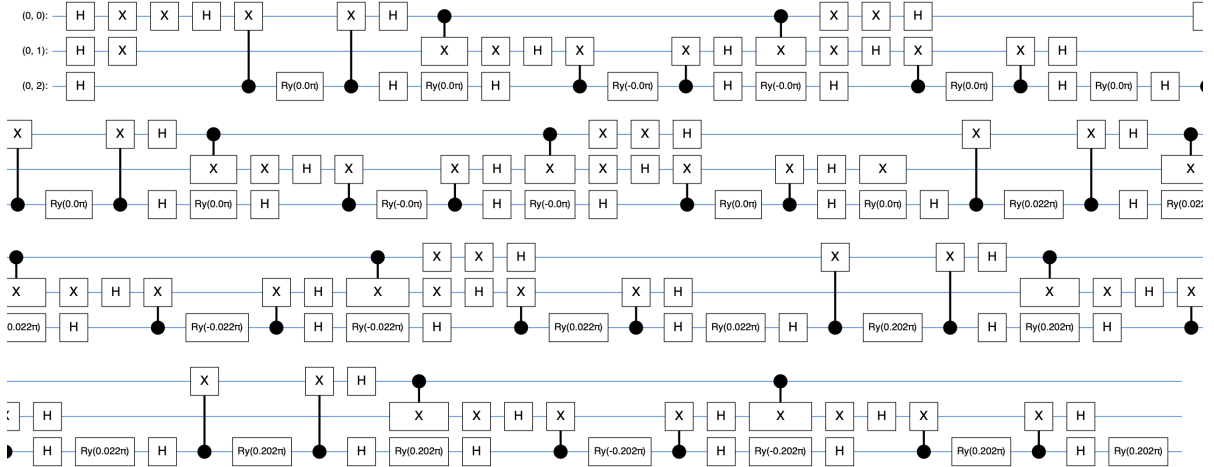 (0, 0): H X X H X X H X X H
(0, 1): H X X X H X X H X X H X X H
(0, 2): H Ry(0.0π) H Ry(0.0π) H Ry(-0.0π) H Ry(-0.0π) H Ry(0.0π) H Ry(0.0π) H
X X H X X H X X H
X X H X X H X X H X X H X X
Ry(0.0π) H Ry(0.0π) H Ry(-0.0π) H Ry(-0.0π) H Ry(0.0π) H Ry(0.0π) H Ry(0.022π) H Ry(0.02
X X H X X H
X X H X X H X X H X X H X X H X
0.022π) H Ry(-0.022π) H Ry(-0.022π) H Ry(0.022π) H Ry(0.022π) H Ry(0.202π) H Ry(0.202π) H
X X H
H X X H X X H X X H X X H
H Ry(0.022π) H Ry(0.202π) H Ry(0.202π) H Ry(-0.202π) H Ry(-0.202π) H Ry(0.202π) H Ry(0.202π)